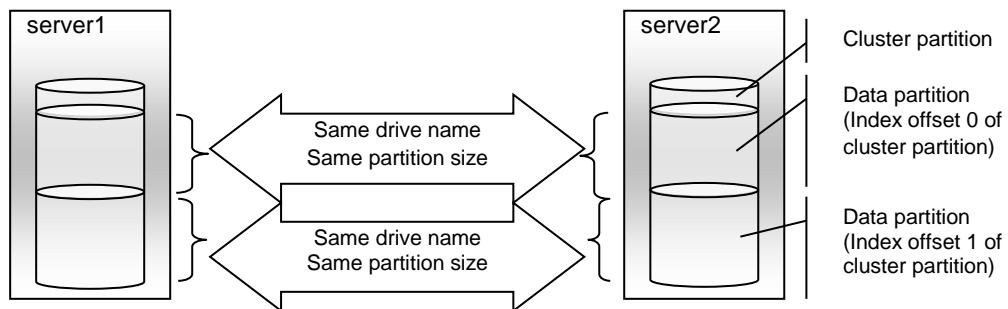 server1
server2
Cluster partition
Same drive name
Same partition size
Data partition
(Index offset 0 of
cluster partition)
Same drive name
Same partition size
Data partition
(Index offset 1 of
cluster partition)